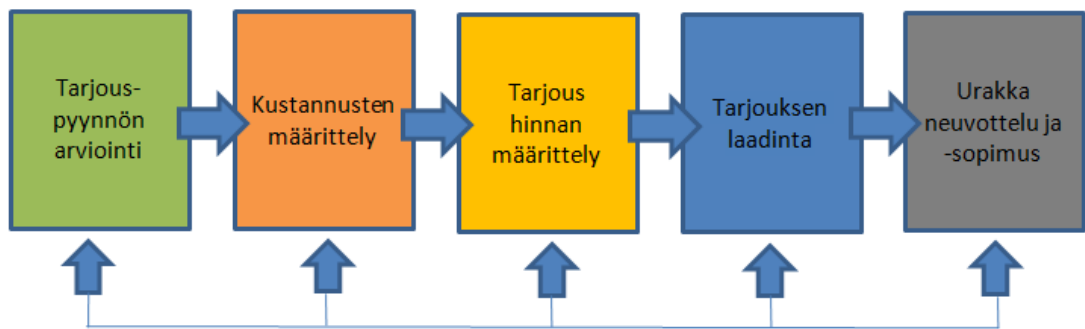 Tarjous-
pyynnön
arviointi
Kustannusten
määrittely
Tarjous
hinnan
määrittely
Tarjouksen
laadinta
Urakka
neuvottelu ja
-sopimus